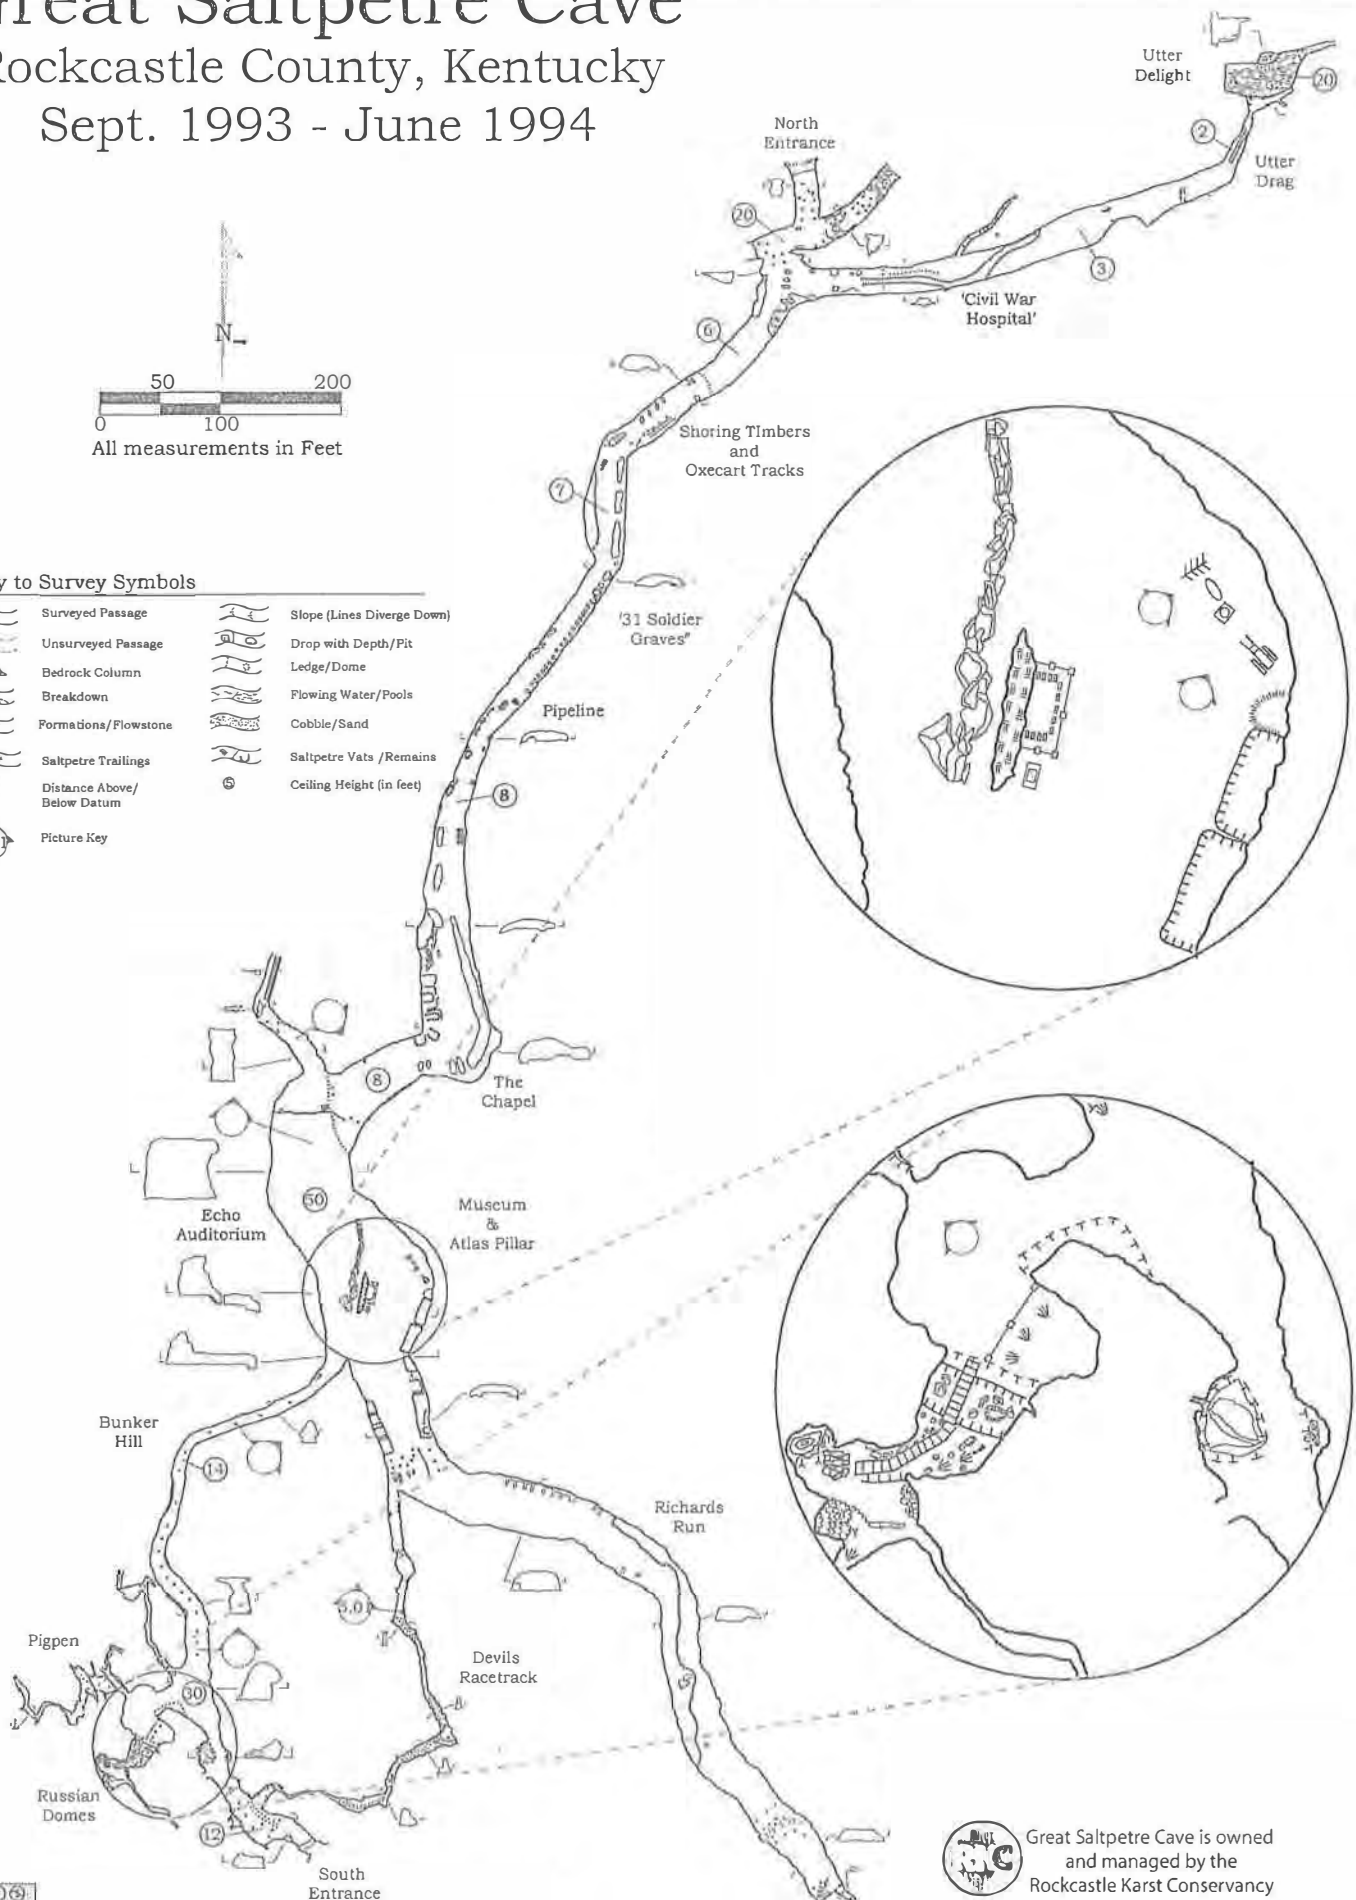 Great Saltpetre Cave
Rockcastle County, Kentucky
Sept. 1993 - June 1994
Utter
Delight
20
2
Utter
Drag
North
Entrance
20
3
'Civil War
Hospital'
6
N
50 200
0 100
All measurements in Feet
Shoring TImbers
and
Oxecart Tracks
7
'31 Soldier
Graves"
to Survey Symbols
Surveyed Passage
Unsurveyed Passage
Bedrock Column
Breakdown
Formations/Flowstone
Saltpetre Trailings
Distance Above/
Below Datum
Picture Key
Slope (Lines Diverge Down)
Drop with Depth/Pit
Ledge/Dome
Flowing Water/Pools
Cobble/Sand
Saltpetre Vats /Remains
5 Ceiling Height (in feet)
Pipeline
8
8
The
Chapel
50
Echo
Auditorium
Museum
&
Atlas Pillar
Bunker
Hill
14
Richards
Run
Devils
Racetrack
Pigpen
30
Russian
Domes
12
South
Entrance
Great Saltpetre Cave is owned
and managed by the
Rockcastle Karst Conservancy